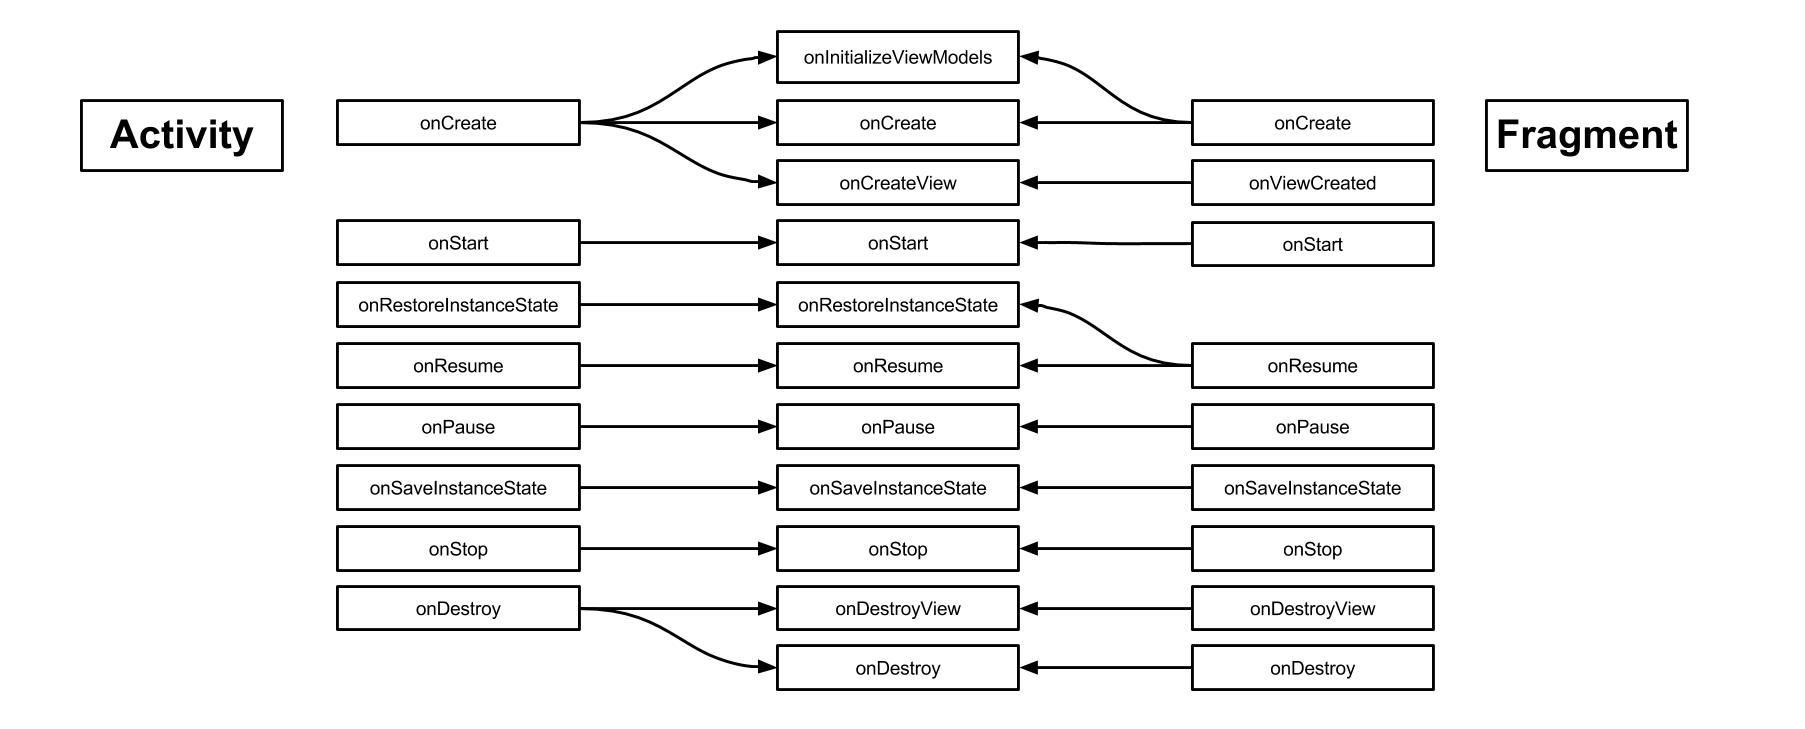 onInitializeViewModels
Activity
onCreate
onCreate
onCreate
Fragment
onCreateView
onViewCreated
onStart
onStart
onStart
onRestoreInstanceState
onRestoreInstanceState
onResume
onResume
onResume
onPause
onPause
onPause
onSaveInstanceState
onSaveInstanceState
onSaveInstanceState
onStop
onStop
onStop
onDestroy
onDestroyView
onDestroyView
onDestroy
onDestroy